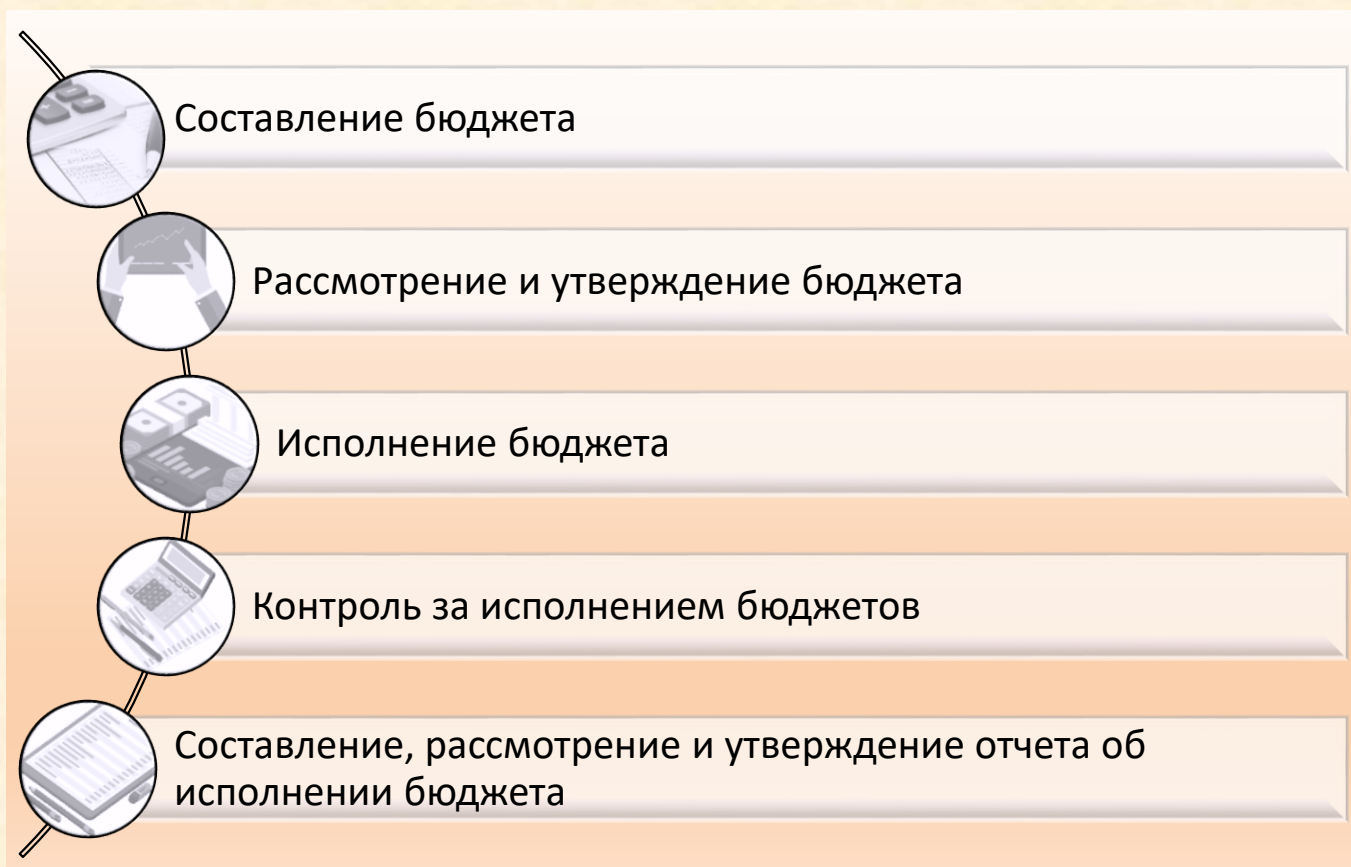 Составление бюджета
Рассмотрение и утверждение бюджета
Исполнение бюджета
Контроль за исполнением бюджетов
Составление, рассмотрение и утверждение отчета об
исполнении бюджета